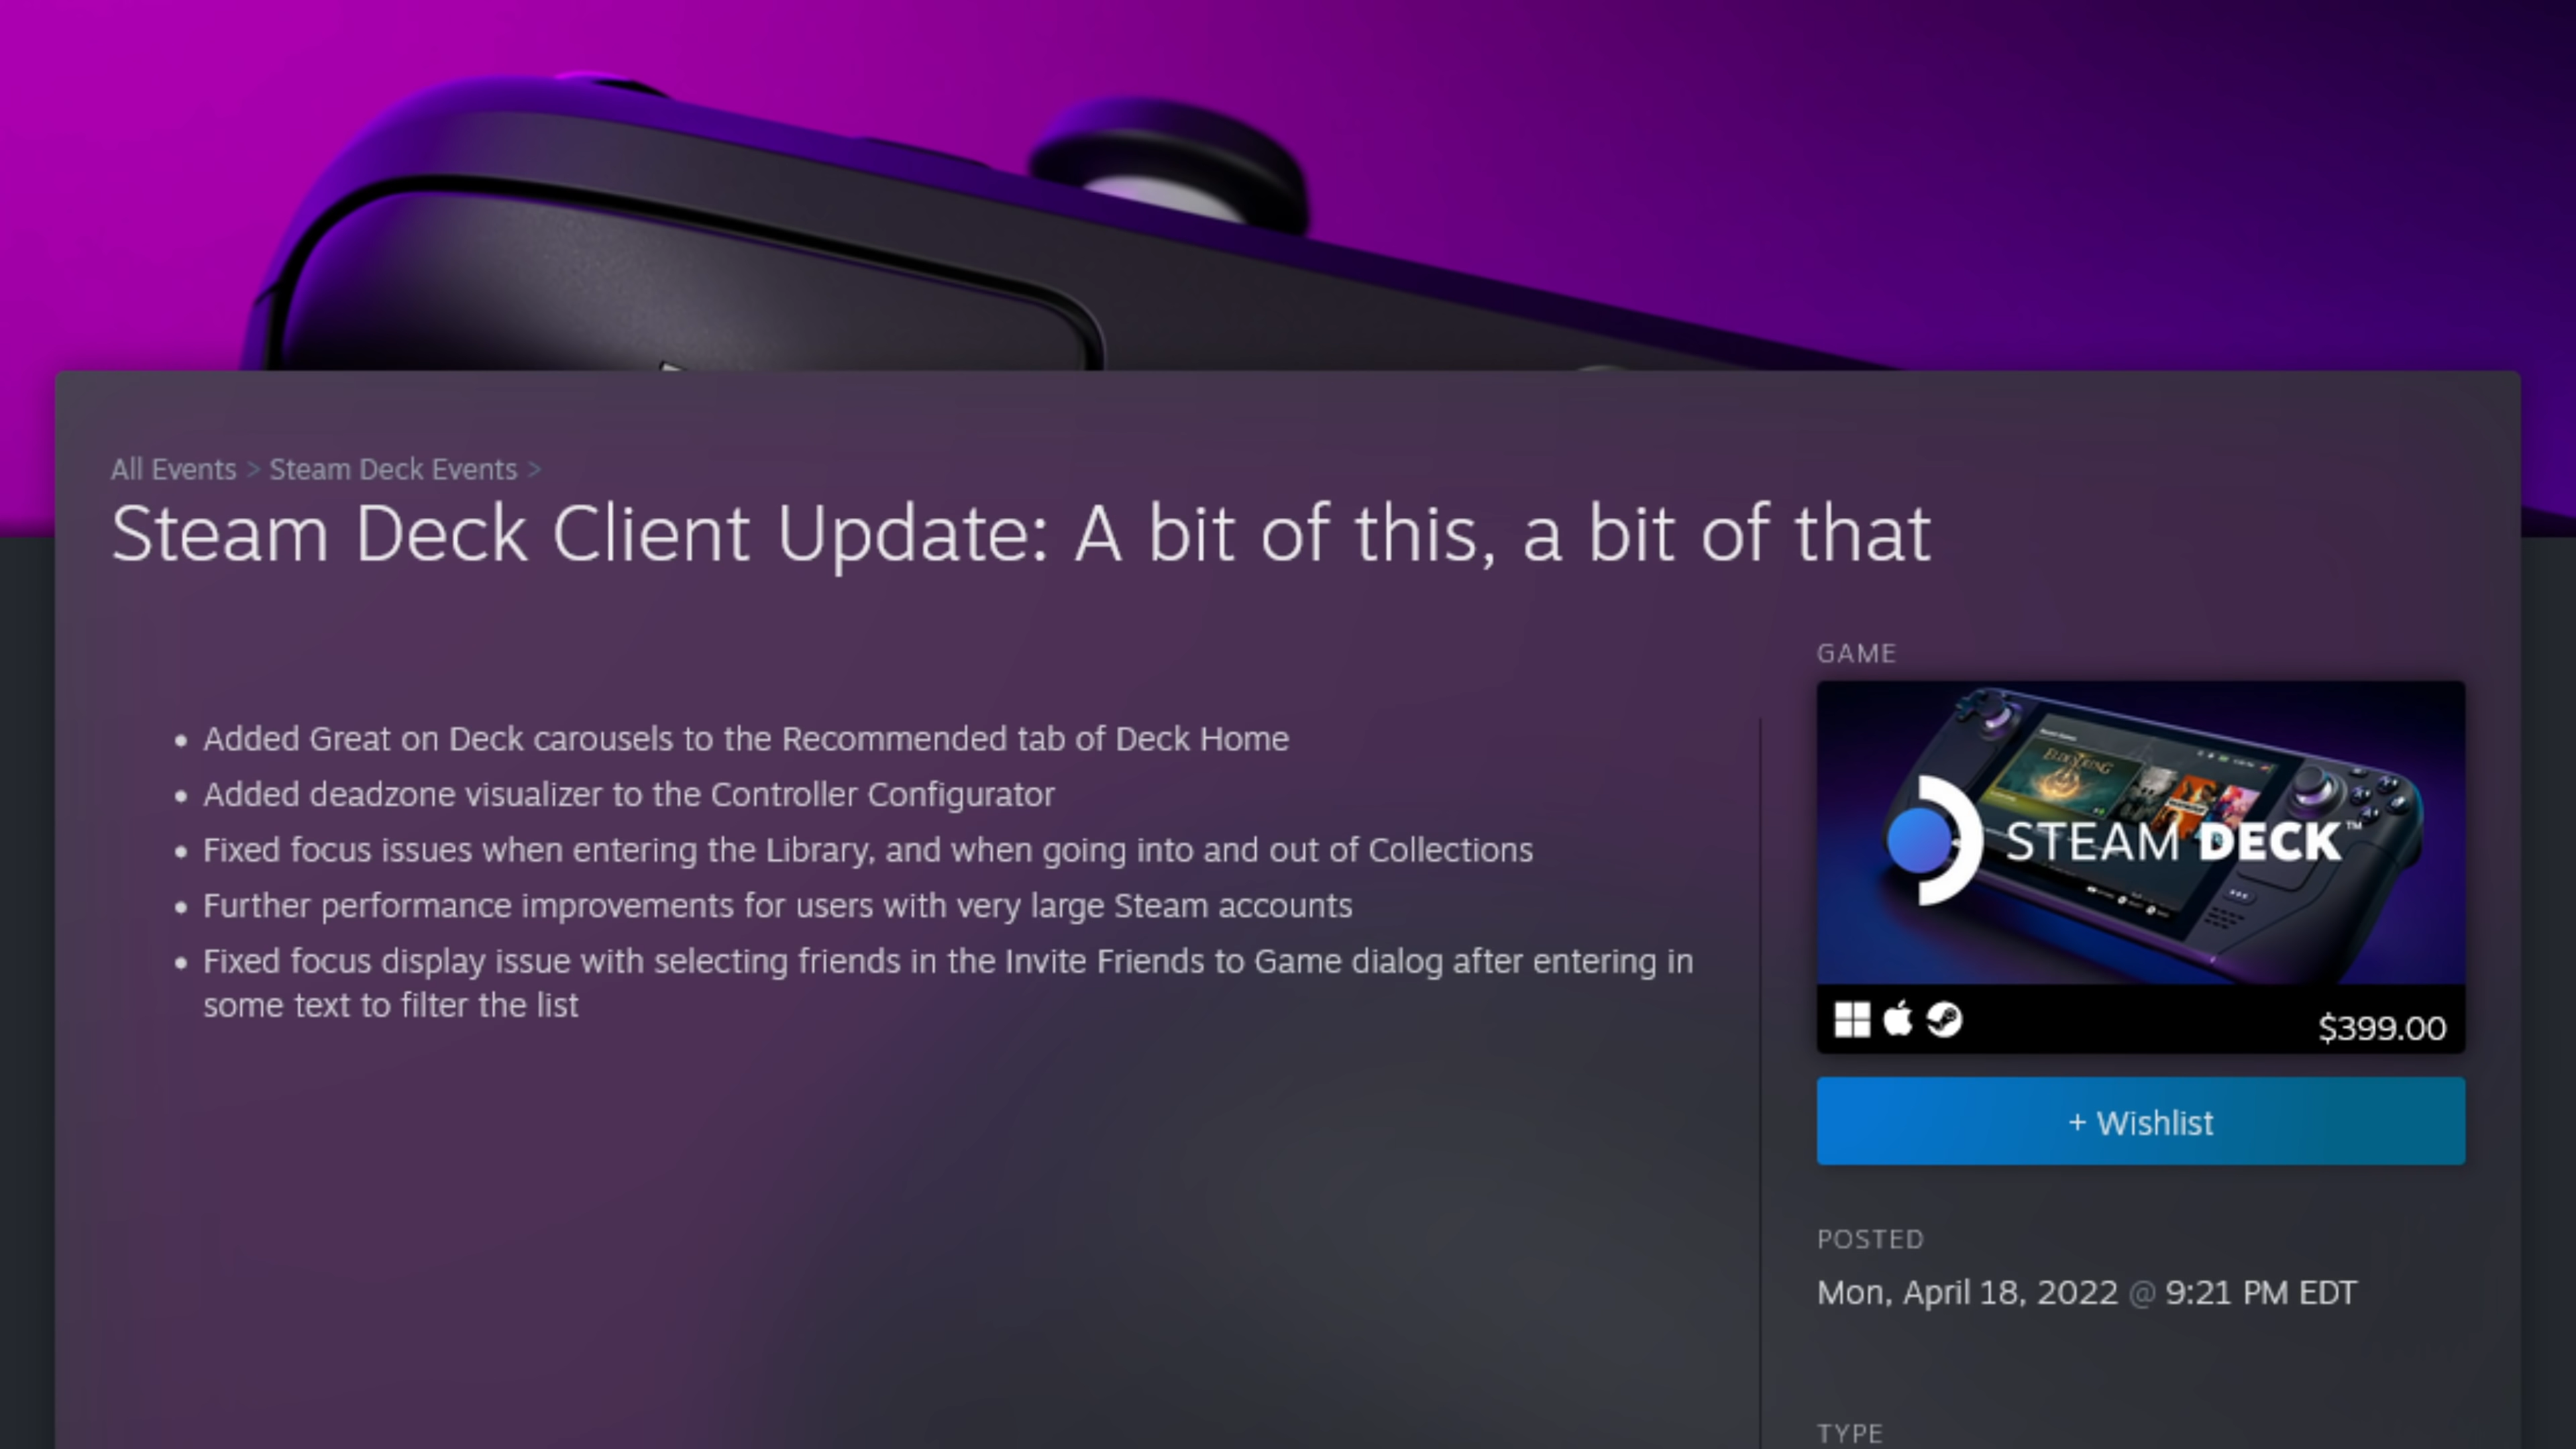 All Events > Steam Deck Events >
Steam Deck Client Update: A bit of this, a bit of that
• Added Great on Deck carousels to the Recommended tab of Deck Home
• Added deadzone visualizer to the Controller Configurator
• Fixed focus issues when entering the Library, and when going into and out of Collections
• Further performance improvements for users with very large Steam accounts
• Fixed focus display issue with selecting friends in the Invite Friends to Game dialog after entering in
some text to filter the list
GAME
ELDEN RING
STEAM DECK™
$399.00
+ Wishlist
POSTED
Mon, April 18, 2022 @ 9:21 PM EDT
TYPE